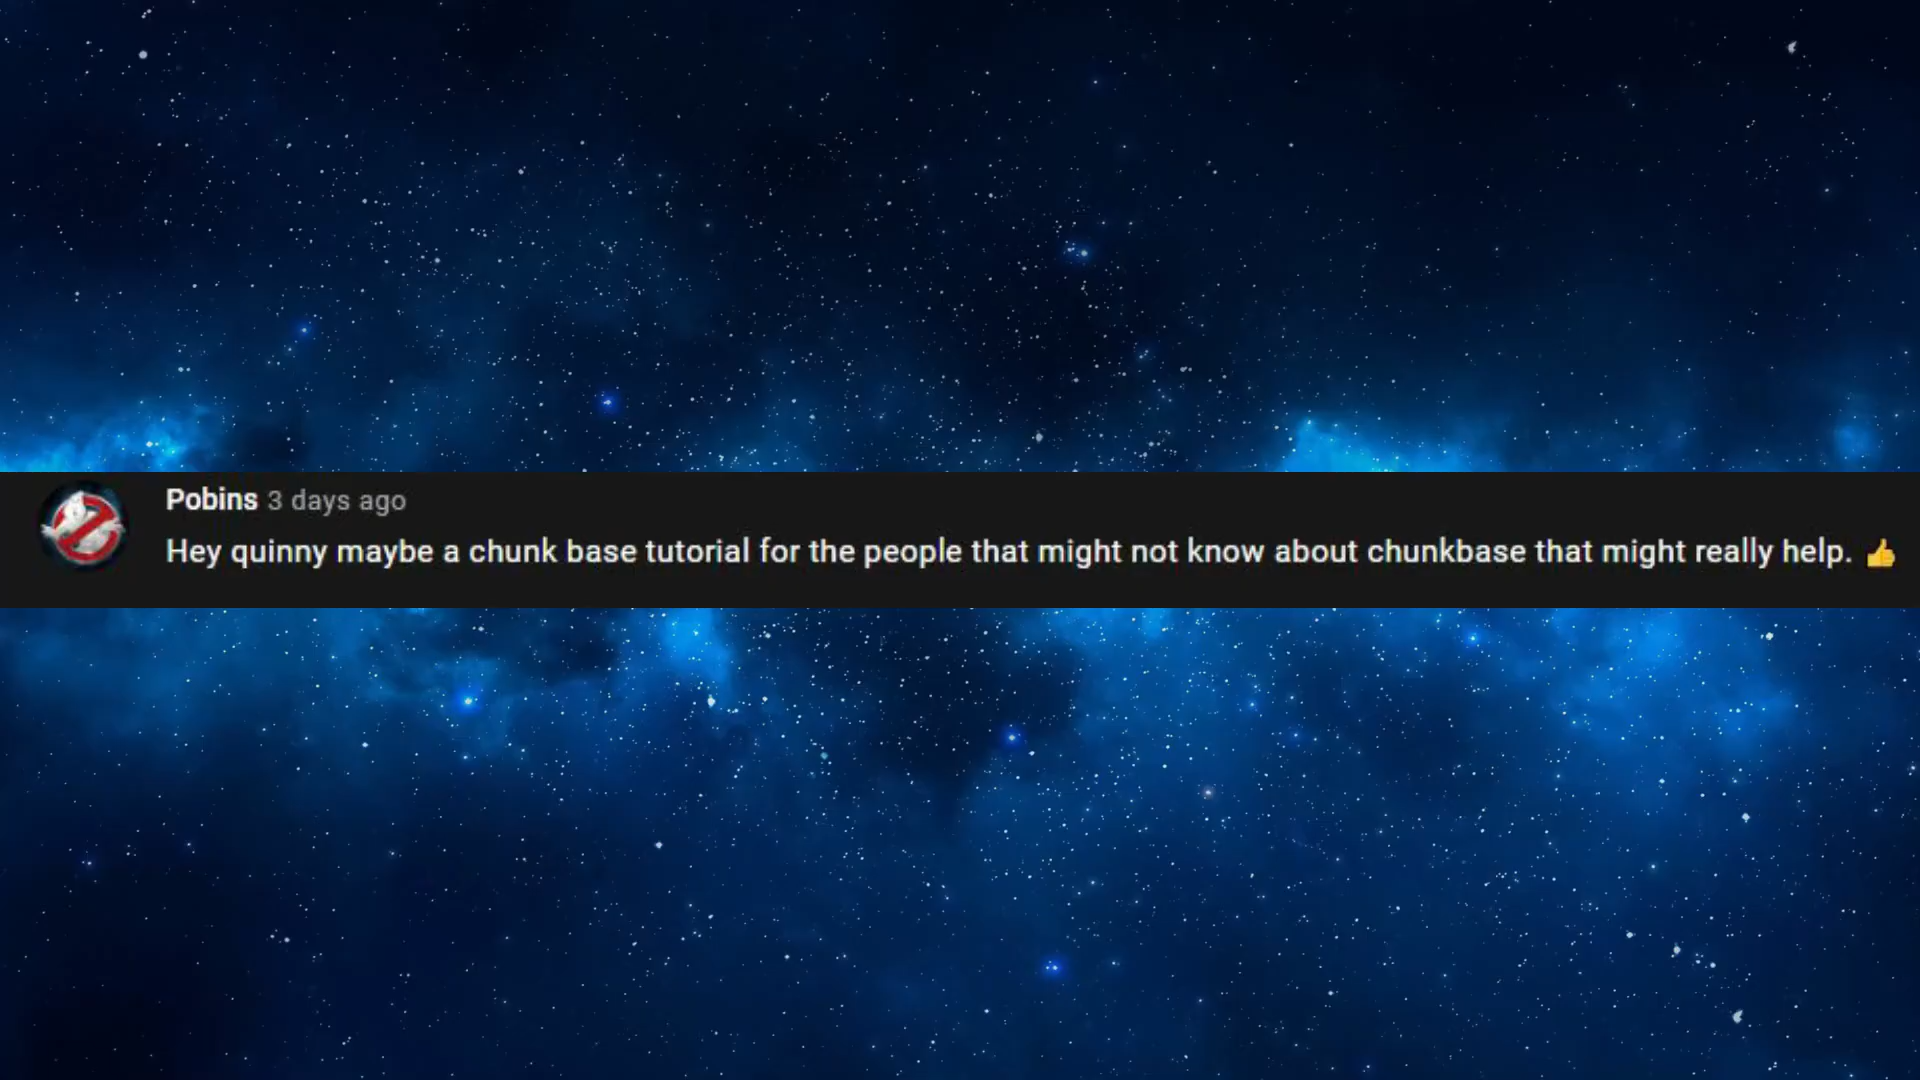 Pobins 3 days ago
Hey quinny maybe a chunk base tutorial for the people that might not know about chunkbase that might really help. 👍